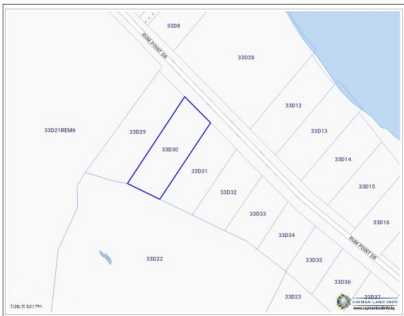 33D8
RUM POINT DR
33D28
33D12
33D21REM6
33D29
33D13
33D30
33D14
33D31
33D15
33D32
33D16
33D33
33D34
RUM POINT DR
33D22
33D35
33D36
33D23
33D37
CAYMAN LAND INFO
www.caymanlandinfo.ky